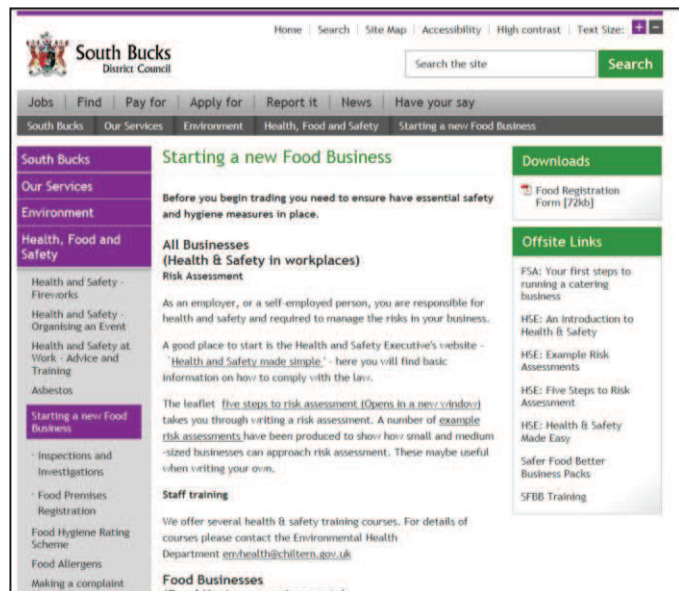 Home | Search | Site Map | Accessibility | High contrast | Text Size: + −
South Bucks
District Council
Search the site
Search
Jobs | Find | Pay for | Apply for | Report it | News | Have your say
South Bucks Our Services Environment Health, Food and Safety Starting a new Food Business
South Bucks
Our Services
Environment
Health, Food and
Safety
Health and Safety -
Fireworks
Health and Safety -
Organising an Event
Health and Safety at
Work - Advice and
Training
Asbestos
Starting a new Food
Business
Inspections and
Investigations
Food Premises
Registration
Food Hygiene Rating
Scheme
Food Allergens
Making a complaint
Starting a new Food Business
Before you begin trading you need to ensure have essential safety
and hygiene measures in place.
All Businesses
(Health & Safety in workplaces)
Risk Assessment
As an employer, or a self-employed person, you are responsible for
health and safety and required to manage the risks in your business.
A good place to start is the Health and Safety Executive's website -
`Health and Safety made simple ' - here you will find basic
information on how to comply with the law.
The leaflet five steps to risk assessment (Opens in a new window)
takes you through writing a risk assessment. A number of example
risk assessments have been produced to show how small and medium
-sized businesses can approach risk assessment. These maybe useful
when writing your own.
Staff training
We offer several health & safety training courses. For details of
courses please contact the Environmental Health
Department envhealth@chiltern.gov.uk
Food Businesses
Downloads
Food Registration
Form [72kb]
Offsite Links
FSA: Your first steps to
running a catering
business
HSE: An Introduction to
Health & Safety
HSE: Example Risk
Assessments
HSE: Five Steps to Risk
Assessment
HSE: Health & Safety
Made Easy
Safer Food Better
Business Packs
SFBB Training